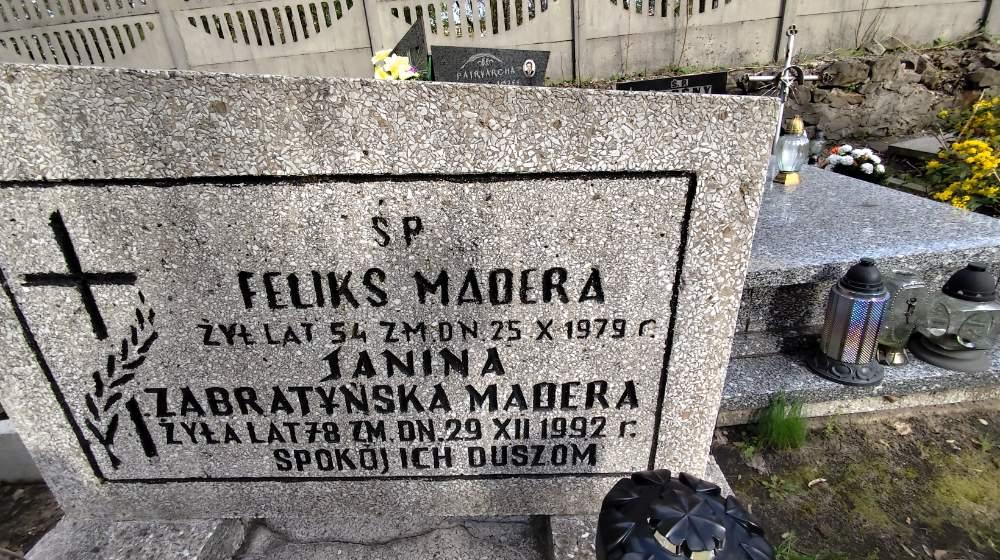 PATRYARCHA
ŚP
FELIKS MADERA
ŻYŁ LAT 54 ZM. DN. 25 X 1979 r.
JANINA
ZABRATYŃSKA MADERA
ŻYŁA LAT 78 ZM. DN. 29 XII 1992 r.
SPOKÓJ ICH DUSZOM